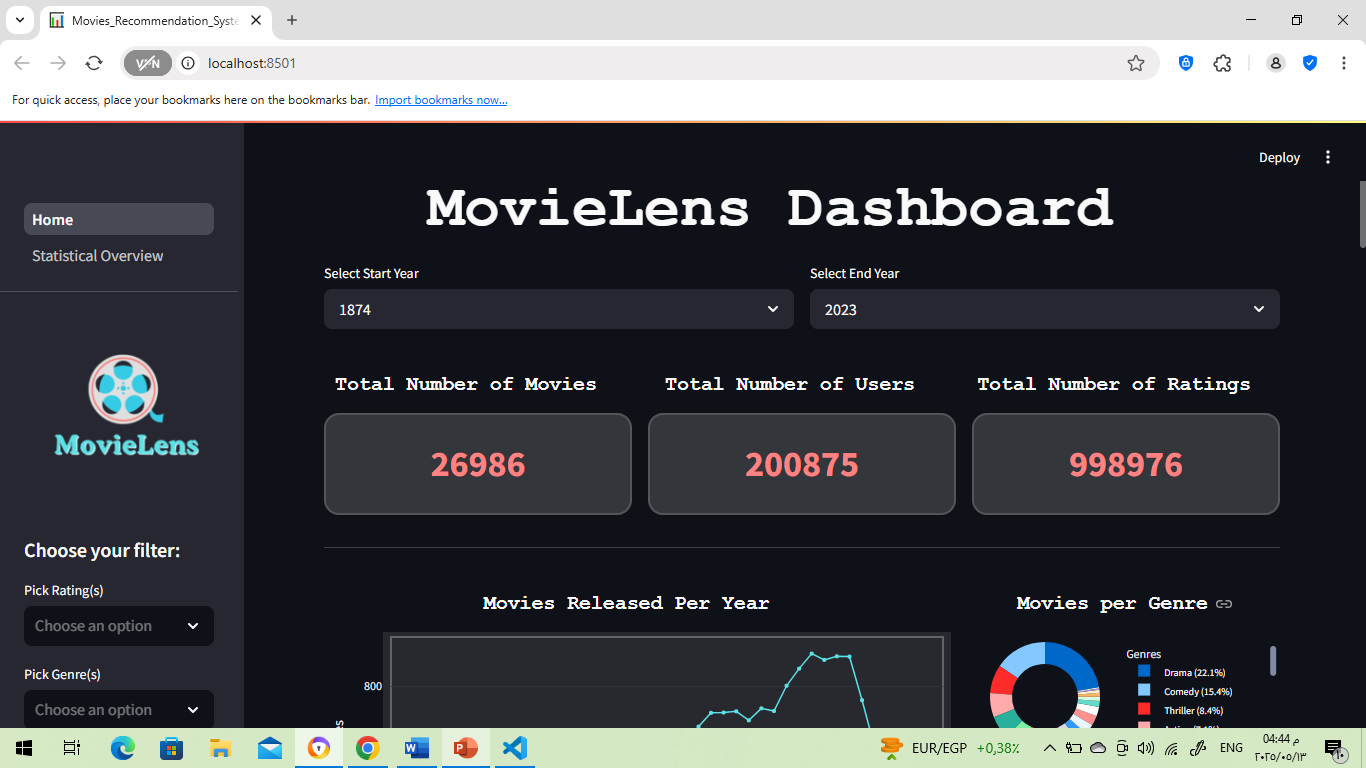 Movies_Recommendation_Syste
VPN
localhost:8501
For quick access, place your bookmarks here on the bookmarks bar. Import bookmarks now...
Deploy
Home
Statistical Overview
MovieLens
Choose your filter:
Pick Rating(s)
Choose an option
Pick Genre(s)
Choose an option
MovieLens Dashboard
Select Start Year
Select End Year
1874
2023
Total Number of Movies
Total Number of Users
Total Number of Ratings
26986
200875
998976
Movies Released Per Year
Movies per Genre
800
Genres
Drama (22.1%)
Comedy (15.4%)
Thriller (8.4%)
EUR/EGP +0,38%
ENG
04:44 م
٢٠٢٥/٠٥/١٣